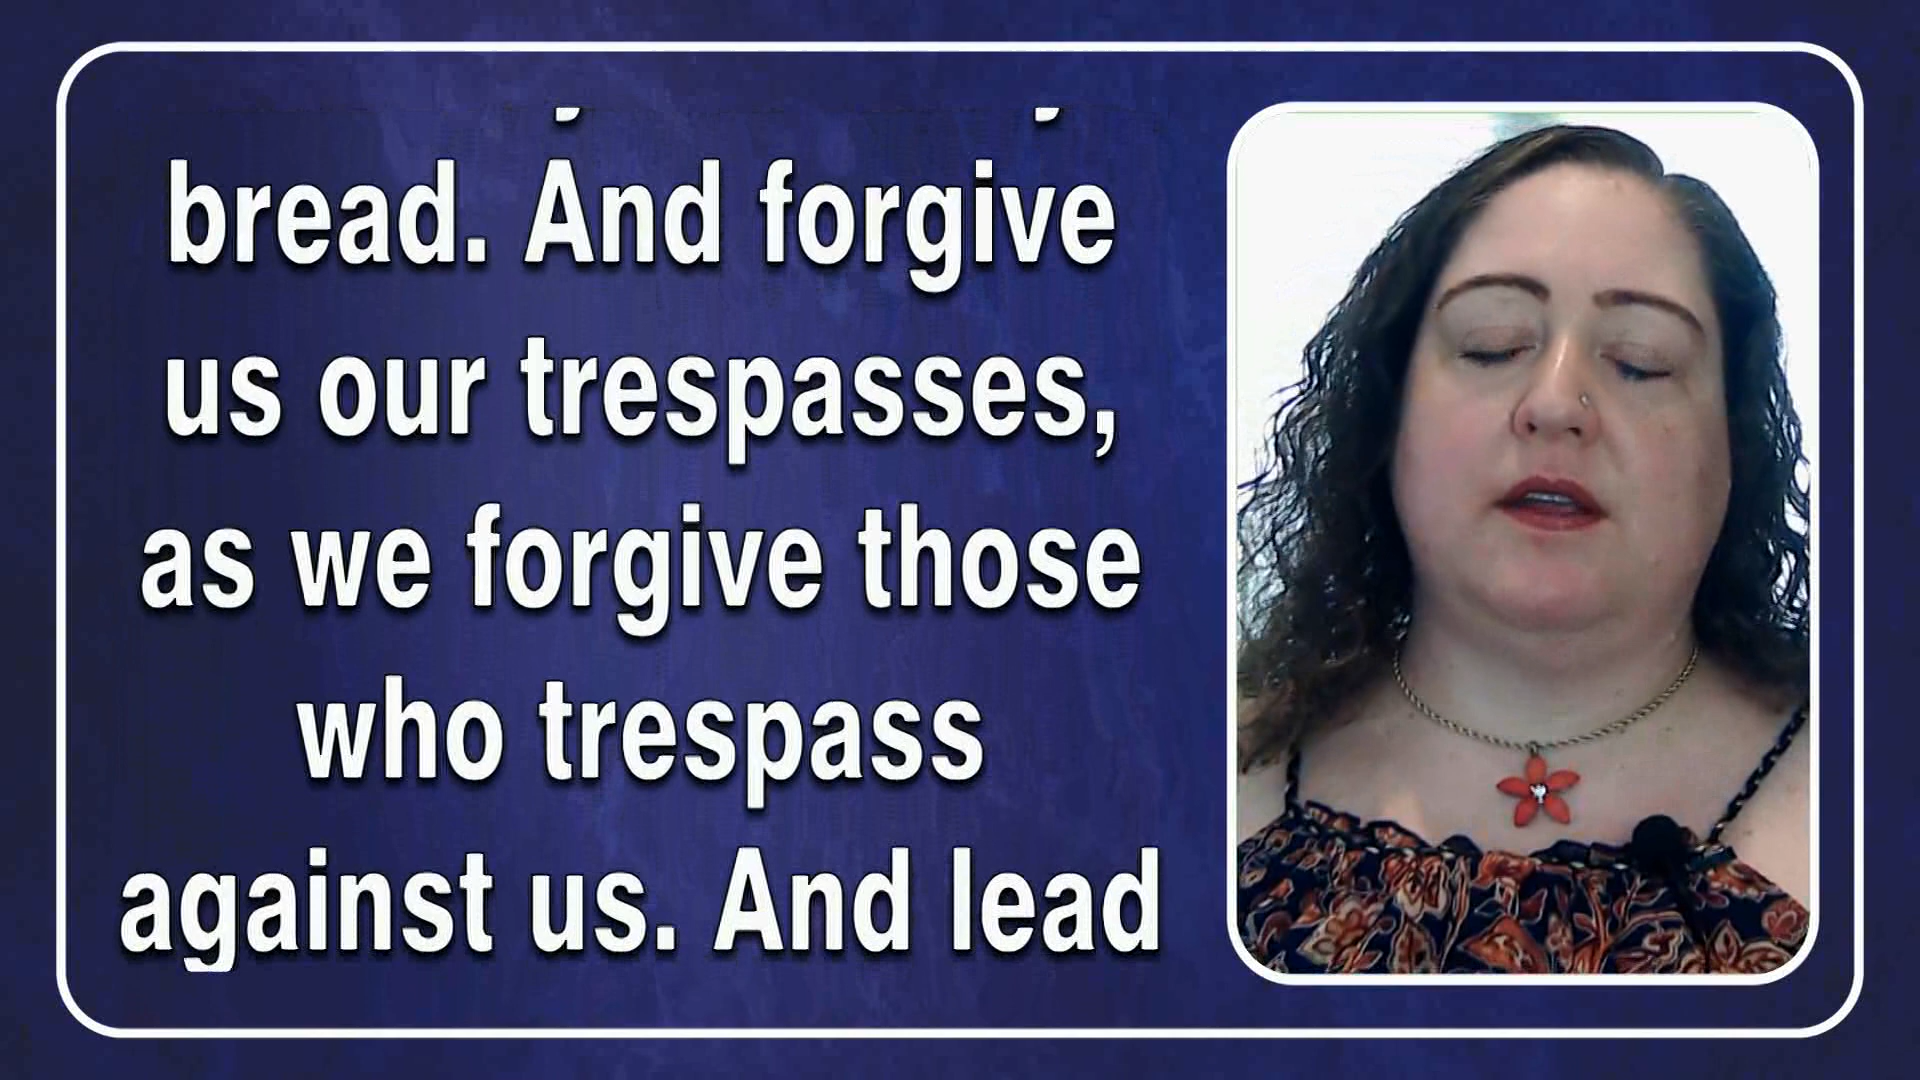 bread. And forgive
us our trespasses,
as we forgive those
who trespass
against us. And lead